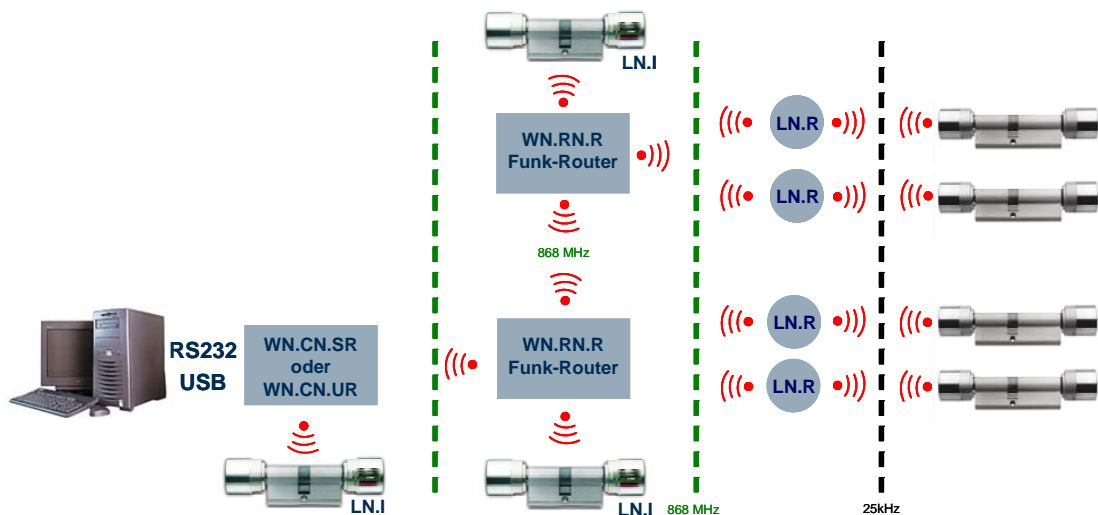 LN.I
WN.RN.R
Funk-Router
LN.R
LN.R
868 MHz
RS232
USB
WN.CN.SR
oder
WN.CN.UR
WN.RN.R
Funk-Router
LN.R
LN.R
LN.I
LN.I
868 MHz
25kHz